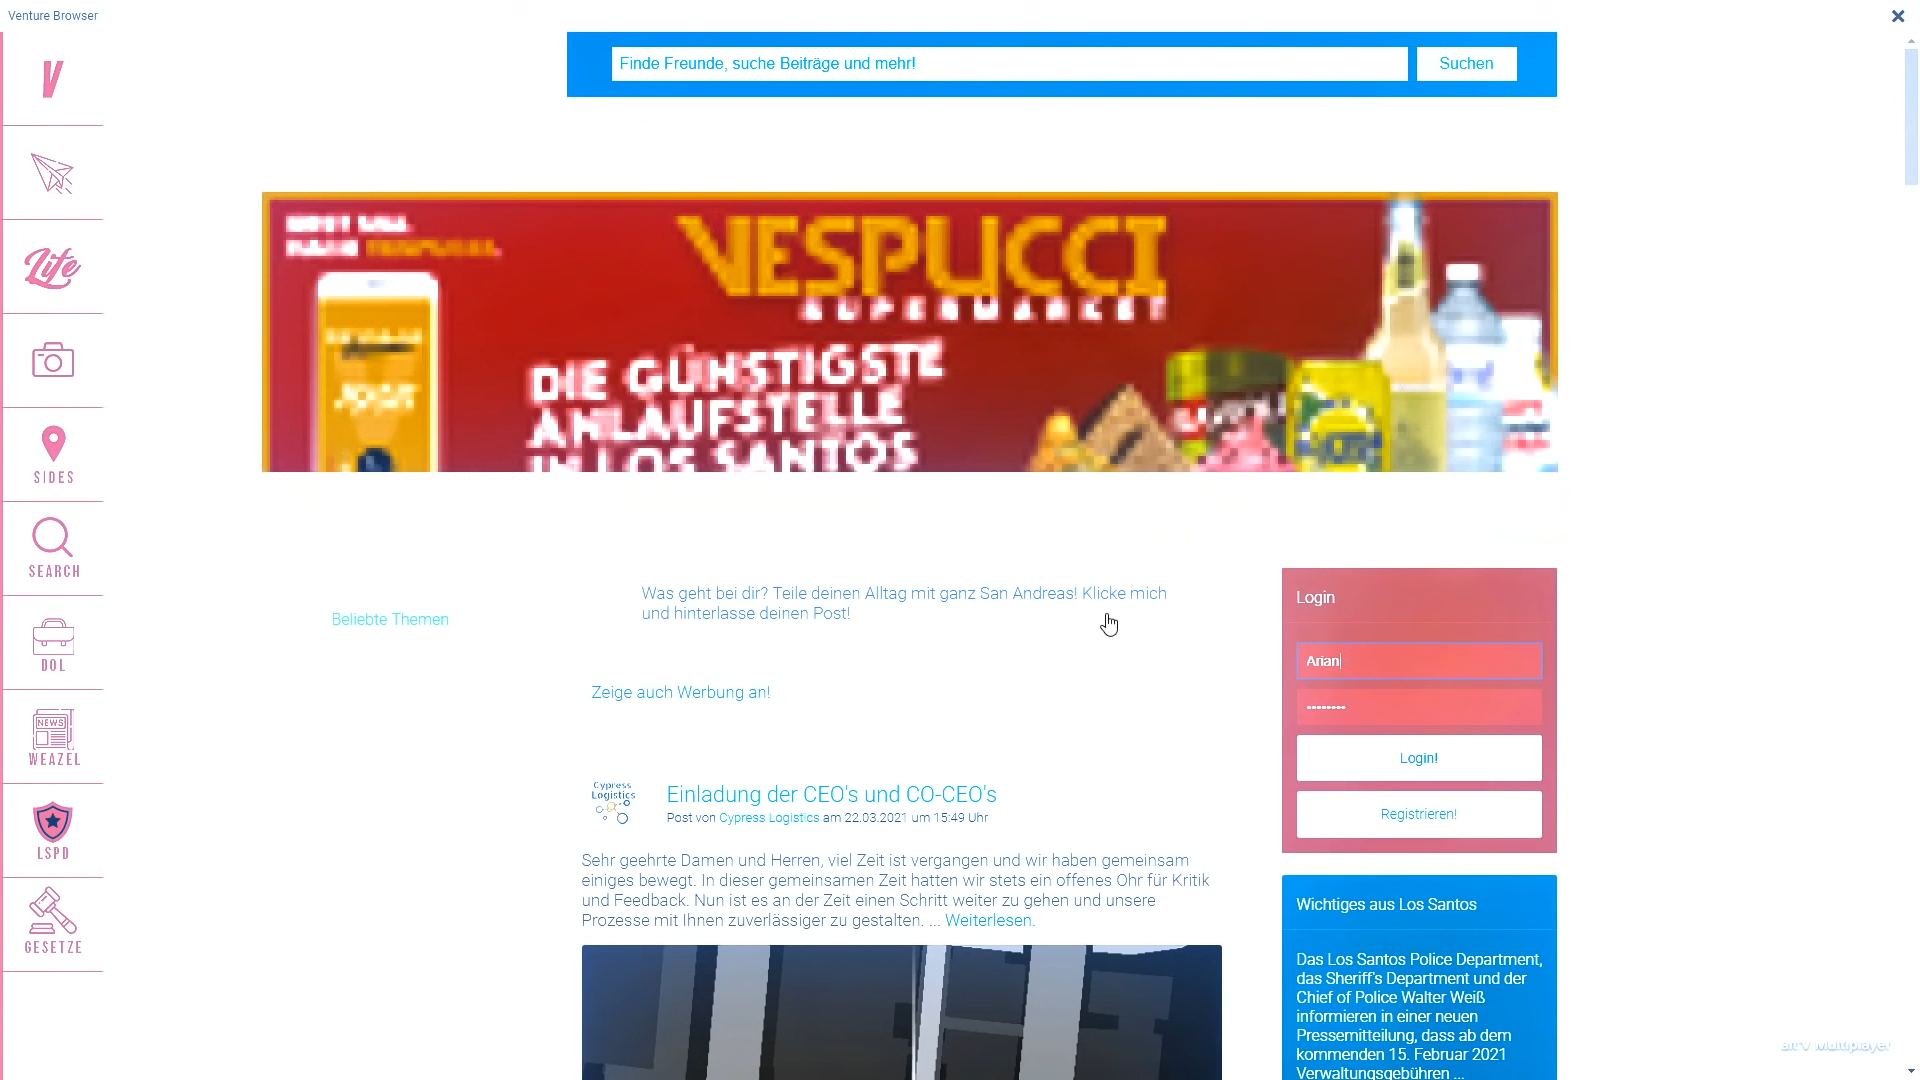 Venture Browser
V
Life
SIDES
SEARCH
DOL
NEWS
WEAZEL
LSPD
GESETZE
Finde Freunde, suche Beiträge und mehr!
Suchen
VESPUCCI
SUPERMARKET
DIE GÜNSTIGSTE
ANLAUFSTELLE
IN LOS SANTOS
Beliebte Themen
Was geht bei dir? Teile deinen Alltag mit ganz San Andreas! Klicke mich
und hinterlasse deinen Post!
Zeige auch Werbung an!
Cypress
Logistics
Einladung der CEO's und CO-CEO's
Post von Cypress Logistics am 22.03.2021 um 15:49 Uhr
Sehr geehrte Damen und Herren, viel Zeit ist vergangen und wir haben gemeinsam
einiges bewegt. In dieser gemeinsamen Zeit hatten wir stets ein offenes Ohr für Kritik
und Feedback. Nun ist es an der Zeit einen Schritt weiter zu gehen und unsere
Prozesse mit Ihnen zuverlässiger zu gestalten. ... Weiterlesen.
Login
Arian
Login!
Registrieren!
Wichtiges aus Los Santos
Das Los Santos Police Department,
das Sheriff's Department und der
Chief of Police Walter Weiß
informieren in einer neuen
Pressemitteilung, dass ab dem
kommenden 15. Februar 2021
Verwaltungsgebühren ...
alt:V Multiplayer